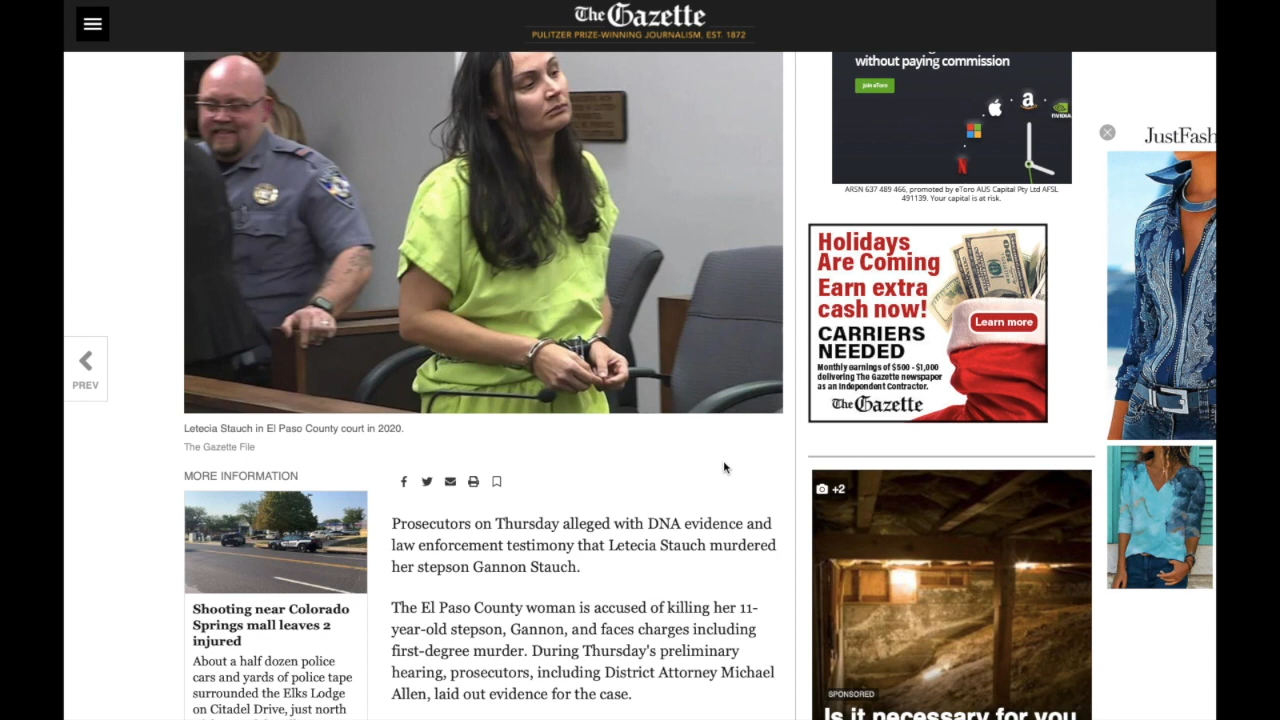 The Gazette
PULITZER PRIZE-WINNING JOURNALISM, EST. 1872
PREV
Letecia Stauch in El Paso County court in 2020.
The Gazette File
MORE INFORMATION
Shooting near Colorado
Springs mall leaves 2
injured
About a half dozen police
cars and yards of police tape
surrounded the Elks Lodge
on Citadel Drive, just north
Prosecutors on Thursday alleged with DNA evidence and
law enforcement testimony that Letecia Stauch murdered
her stepson Gannon Stauch.
The El Paso County woman is accused of killing her 11-
year-old stepson, Gannon, and faces charges including
first-degree murder. During Thursday's preliminary
hearing, prosecutors, including District Attorney Michael
Allen, laid out evidence for the case.
without paying commission
Join eToro
a
NVIDIA
ARSN 637 489 466, promoted by eToro AUS Capital Pty Ltd AFSL
491139. Your capital is at risk.
Holidays
Are Coming
Earn extra
cash now!
Learn more
CARRIERS
NEEDED
Monthly earnings of $500 - $1,000
delivering The Gazette newspaper
as an Independent Contractor.
The Gazette
+2
SPONSORED
Is it necessary for you
JustFash